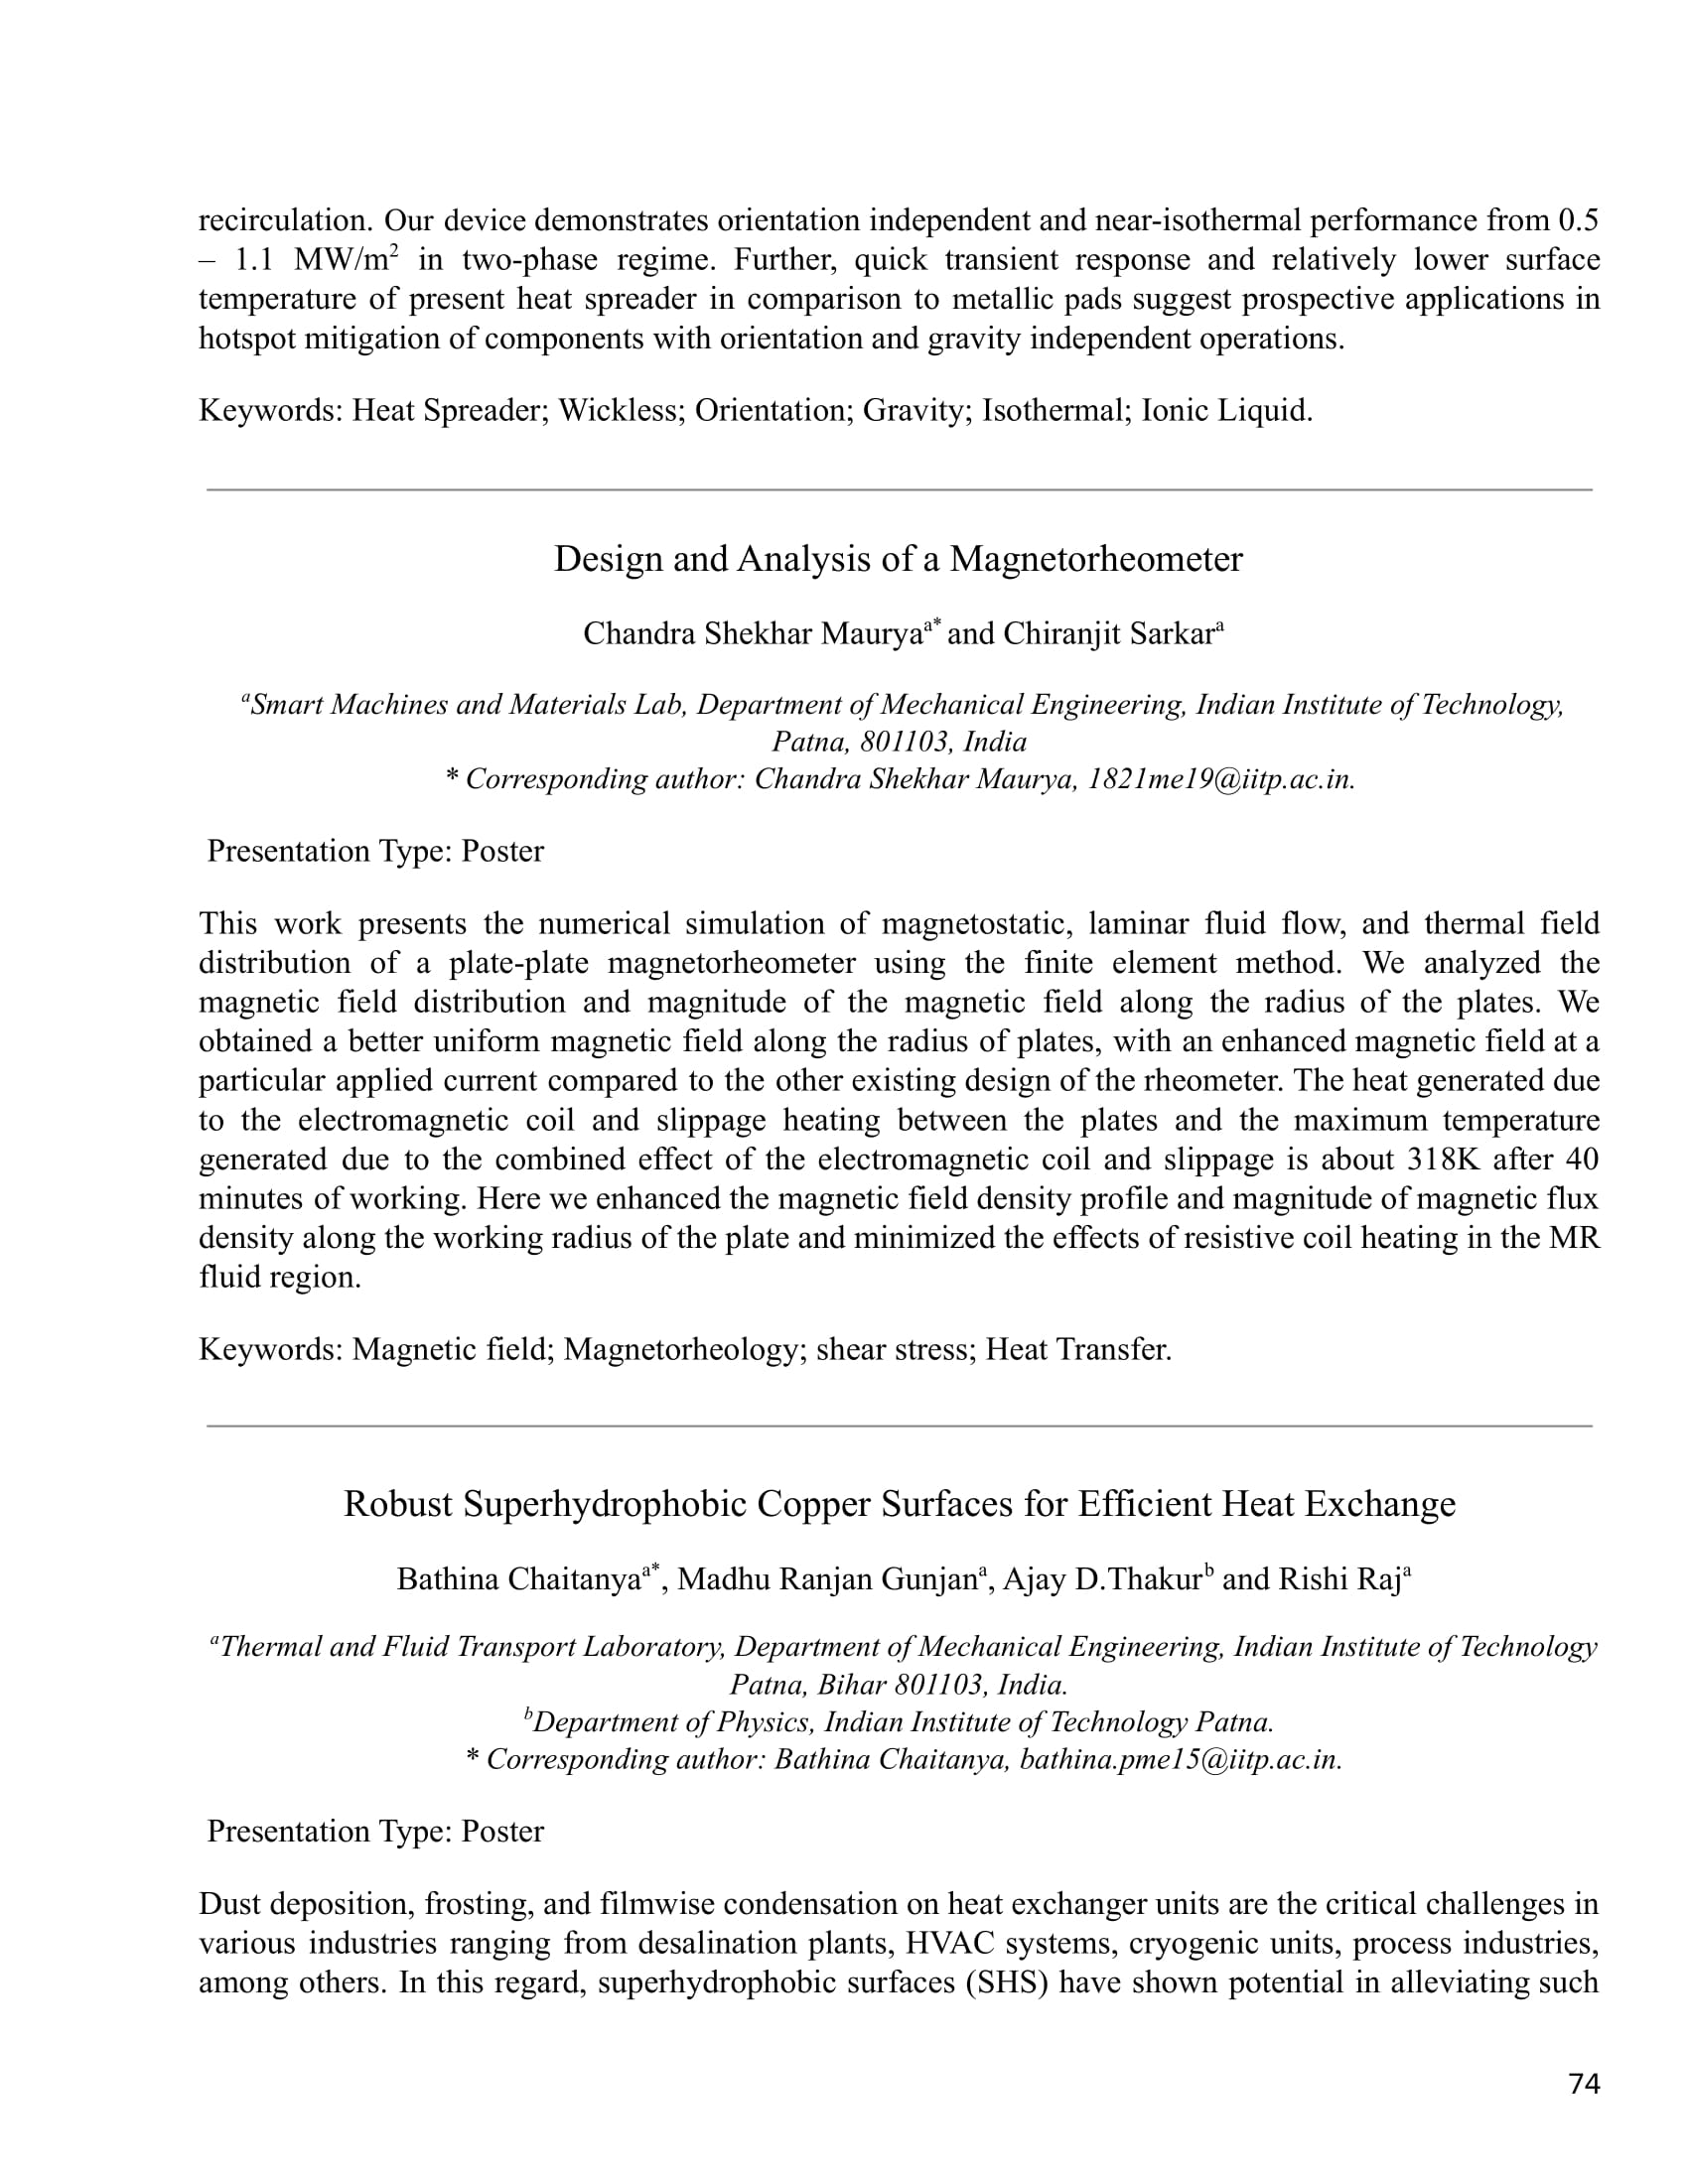 recirculation. Our device demonstrates orientation independent and near-isothermal performance from 0.5
– 1.1 MW/m² in two-phase regime. Further, quick transient response and relatively lower surface
temperature of present heat spreader in comparison to metallic pads suggest prospective applications in
hotspot mitigation of components with orientation and gravity independent operations.
Keywords: Heat Spreader; Wickless; Orientation; Gravity; Isothermal; Ionic Liquid.
Design and Analysis of a Magnetorheometer
Chandra Shekhar Mauryaᵃ* and Chiranjit Sarkarᵃ
ᵃSmart Machines and Materials Lab, Department of Mechanical Engineering, Indian Institute of Technology,
Patna, 801103, India
* Corresponding author: Chandra Shekhar Maurya, 1821me19@iitp.ac.in.
Presentation Type: Poster
This work presents the numerical simulation of magnetostatic, laminar fluid flow, and thermal field
distribution of a plate-plate magnetorheometer using the finite element method. We analyzed the
magnetic field distribution and magnitude of the magnetic field along the radius of the plates. We
obtained a better uniform magnetic field along the radius of plates, with an enhanced magnetic field at a
particular applied current compared to the other existing design of the rheometer. The heat generated due
to the electromagnetic coil and slippage heating between the plates and the maximum temperature
generated due to the combined effect of the electromagnetic coil and slippage is about 318K after 40
minutes of working. Here we enhanced the magnetic field density profile and magnitude of magnetic flux
density along the working radius of the plate and minimized the effects of resistive coil heating in the MR
fluid region.
Keywords: Magnetic field; Magnetorheology; shear stress; Heat Transfer.
Robust Superhydrophobic Copper Surfaces for Efficient Heat Exchange
Bathina Chaitanyaᵃ*, Madhu Ranjan Gunjanᵃ, Ajay D.Thakurᵇ and Rishi Rajᵃ
ᵃThermal and Fluid Transport Laboratory, Department of Mechanical Engineering, Indian Institute of Technology
Patna, Bihar 801103, India.
ᵇDepartment of Physics, Indian Institute of Technology Patna.
* Corresponding author: Bathina Chaitanya, bathina.pme15@iitp.ac.in.
Presentation Type: Poster
Dust deposition, frosting, and filmwise condensation on heat exchanger units are the critical challenges in
various industries ranging from desalination plants, HVAC systems, cryogenic units, process industries,
among others. In this regard, superhydrophobic surfaces (SHS) have shown potential in alleviating such
74